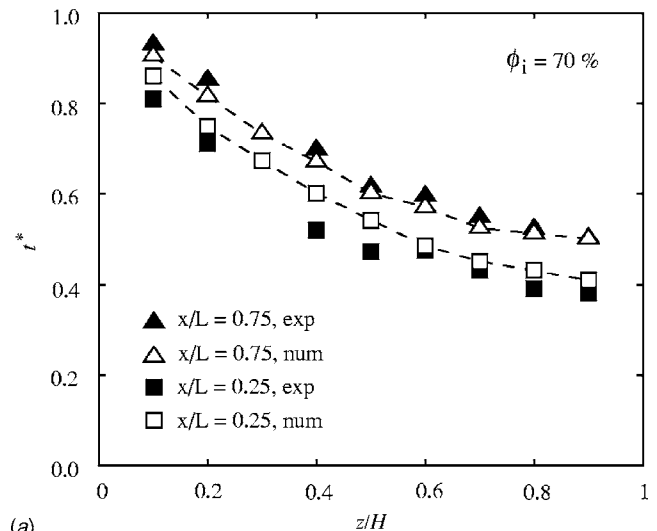 1.0
ϕi = 70 %
0.8
0.6
t*
0.4
x/L = 0.75, exp
x/L = 0.75, num
0.2
x/L = 0.25, exp
x/L = 0.25, num
0.0
0 0.2 0.4 0.6 0.8 1
(a) z/H